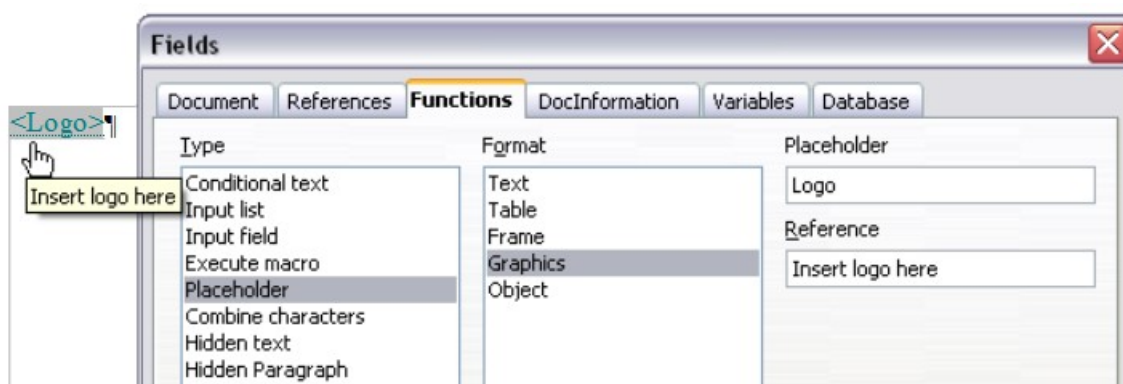 Fields
Document References Functions DocInformation Variables Database
<Logo>¶
Insert logo here
Type
Conditional text
Input list
Input field
Execute macro
Placeholder
Combine characters
Hidden text
Hidden Paragraph
Format
Text
Table
Frame
Graphics
Object
Placeholder
Logo
Reference
Insert logo here